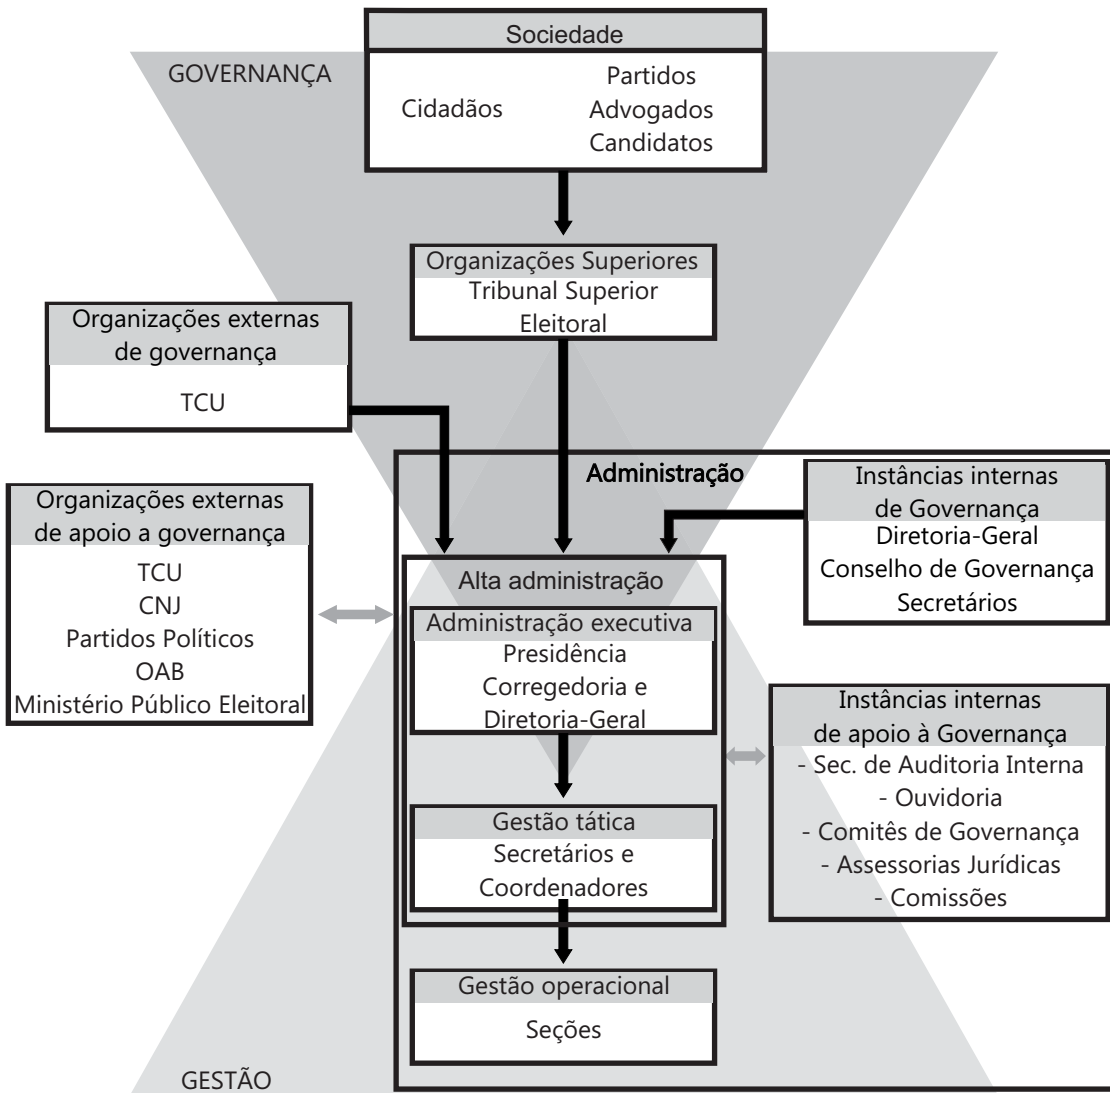 Sociedade
GOVERNANÇA
Cidadãos
Partidos
Advogados
Candidatos
Organizações Superiores
Tribunal Superior
Eleitoral
Organizações externas
de governança
TCU
Administração
Instâncias internas
de Governança
Diretoria-Geral
Conselho de Governança
Secretários
Organizações externas
de apoio a governança
TCU
CNJ
Partidos Políticos
OAB
Ministério Público Eleitoral
Alta administração
Administração executiva
Presidência
Corregedoria e
Diretoria-Geral
Instâncias internas
de apoio à Governança
- Sec. de Auditoria Interna
- Ouvidoria
- Comitês de Governança
- Assessorias Jurídicas
- Comissões
Gestão tática
Secretários e
Coordenadores
Gestão operacional
Seções
GESTÃO